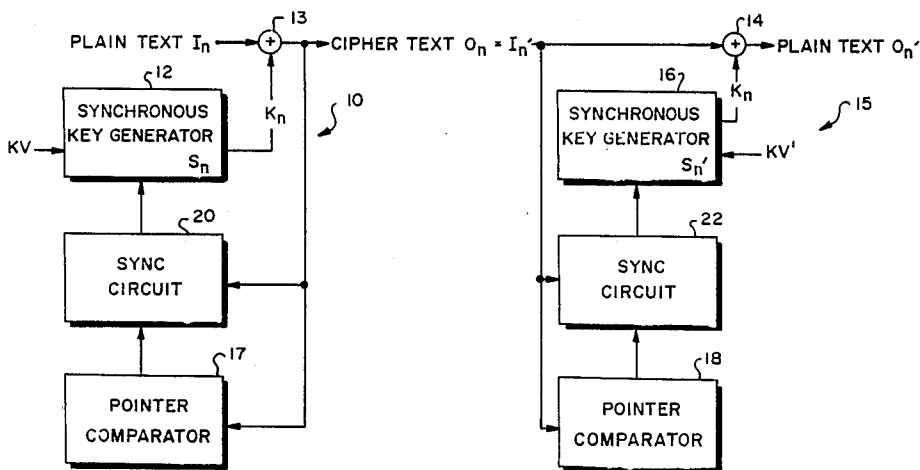 13
14
PLAIN TEXT In
+
CIPHER TEXT On = In'
+
PLAIN TEXT On'
12
Kn
10
16
Kn
15
SYNCHRONOUS
KEY GENERATOR
Sn
KV
SYNCHRONOUS
KEY GENERATOR
Sn'
KV'
20
SYNC
CIRCUIT
22
SYNC
CIRCUIT
17
POINTER
COMPARATOR
18
POINTER
COMPARATOR